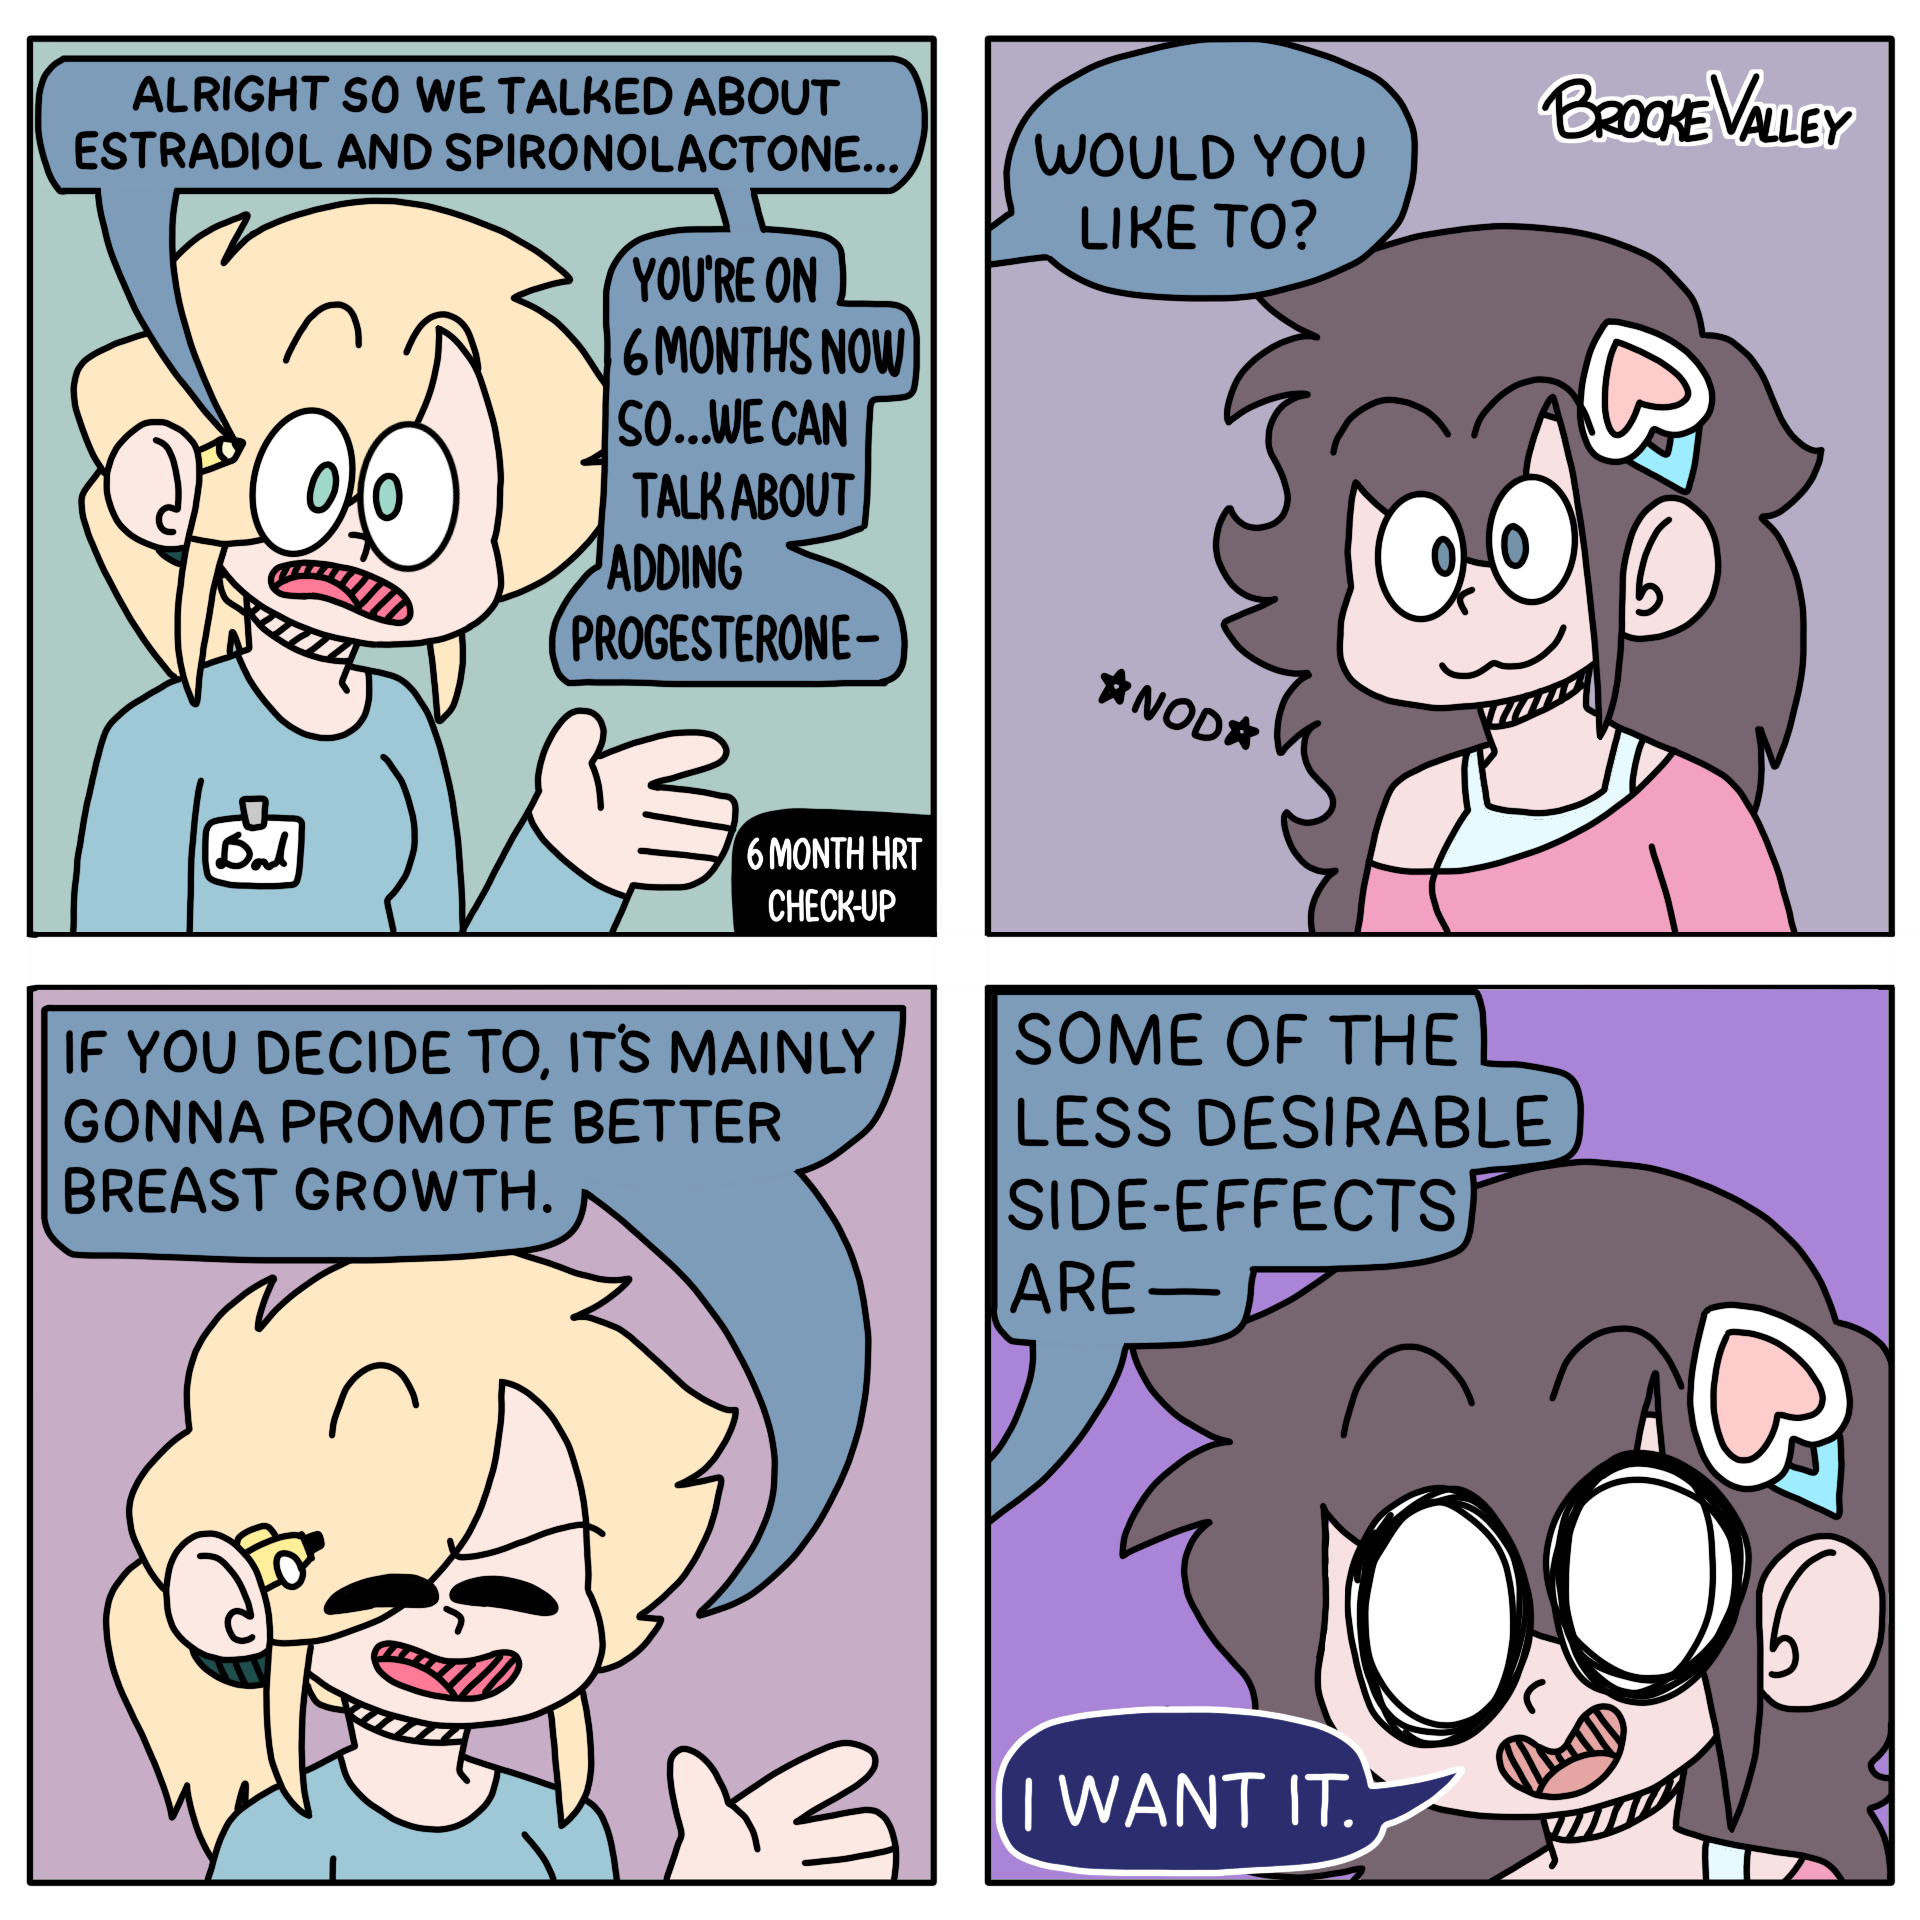 ALRIGHT SO WE TALKED ABOUT
ESTRADIOL AND SPIRONOLACTONE...
YOU'RE ON
6 MONTHS NOW
SO...WE CAN
TALK ABOUT
ADDING
PROGESTERONE—
6 MONTH HRT
CHECK-UP
WOULD YOU
LIKE TO?
BROOKE VALLEY
*NOD*
IF YOU DECIDE TO, IT'S MAINLY
GONNA PROMOTE BETTER
BREAST GROWTH.
SOME OF THE
LESS DESIRABLE
SIDE-EFFECTS
ARE—
I WANT IT.